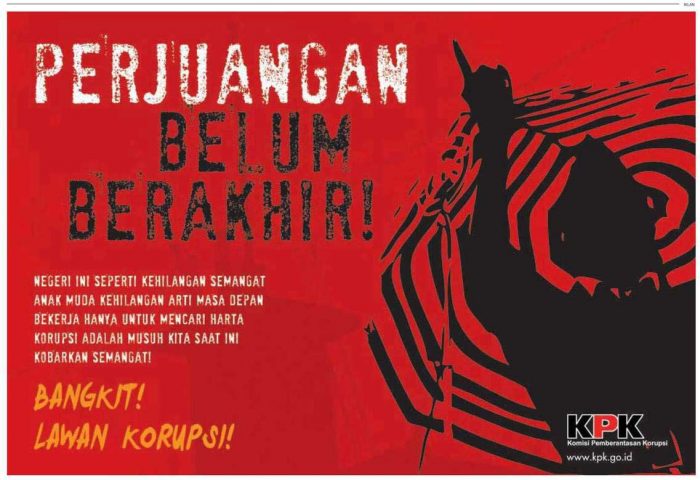 IKLAN
PERJUANGAN
BELUM
BERAKHIR!
NEGERI INI SEPERTI KEHILANGAN SEMANGAT
ANAK MUDA KEHILANGAN ARTI MASA DEPAN
BEKERJA HANYA UNTUK MENCARI HARTA
KORUPSI ADALAH MUSUH KITA SAAT INI
KOBARKAN SEMANGAT!
BANGKIT!
LAWAN KORUPSI!
KPK
Komisi Pemberantasan Korupsi
www.kpk.go.id